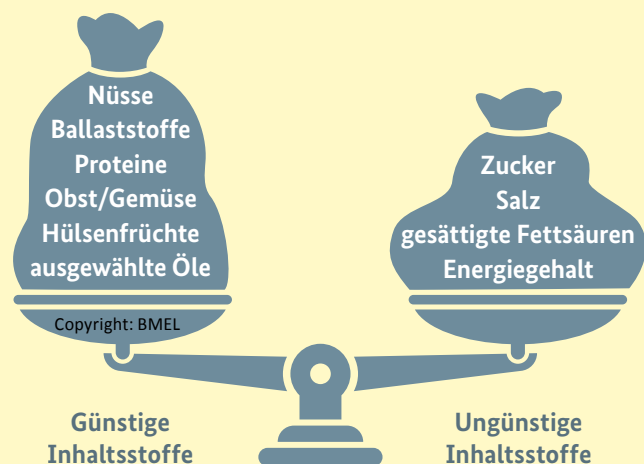 Nüsse
Ballaststoffe
Proteine
Obst/Gemüse
Hülsenfrüchte
ausgewählte Öle
Copyright: BMEL
Günstige
Inhaltsstoffe
Zucker
Salz
gesättigte Fettsäuren
Energiegehalt
Ungünstige
Inhaltsstoffe